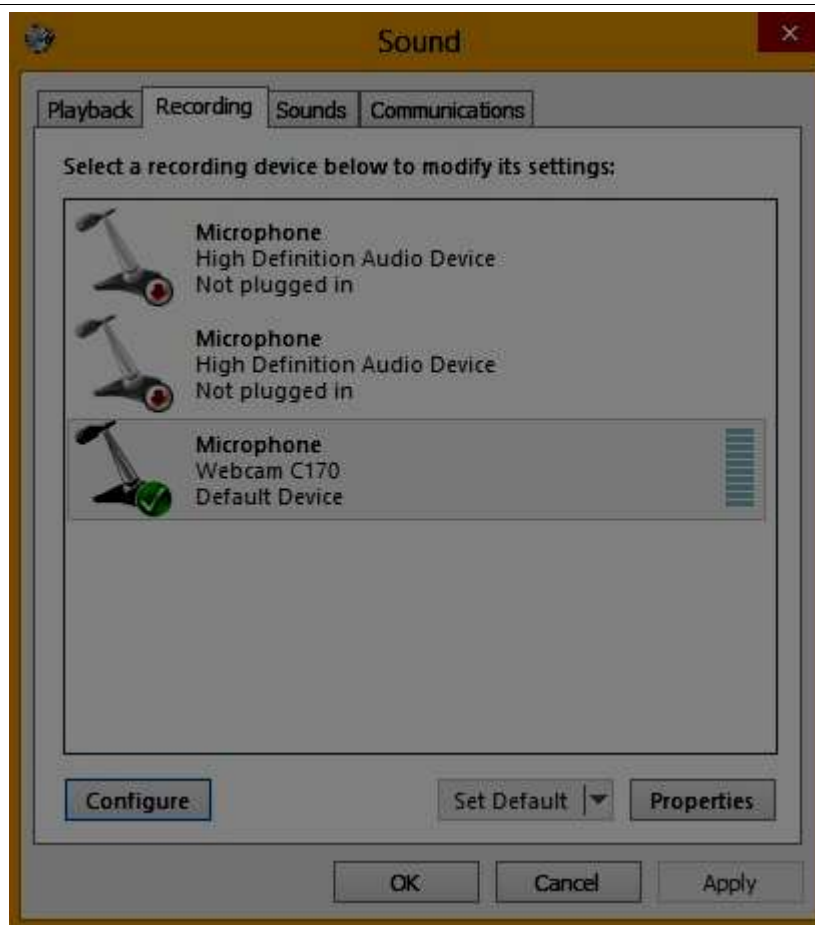 Sound
Playback Recording Sounds Communications
Select a recording device below to modify its settings:
Microphone
High Definition Audio Device
Not plugged in
Microphone
High Definition Audio Device
Not plugged in
Microphone
Webcam C170
Default Device
Configure Set Default Properties
OK Cancel Apply